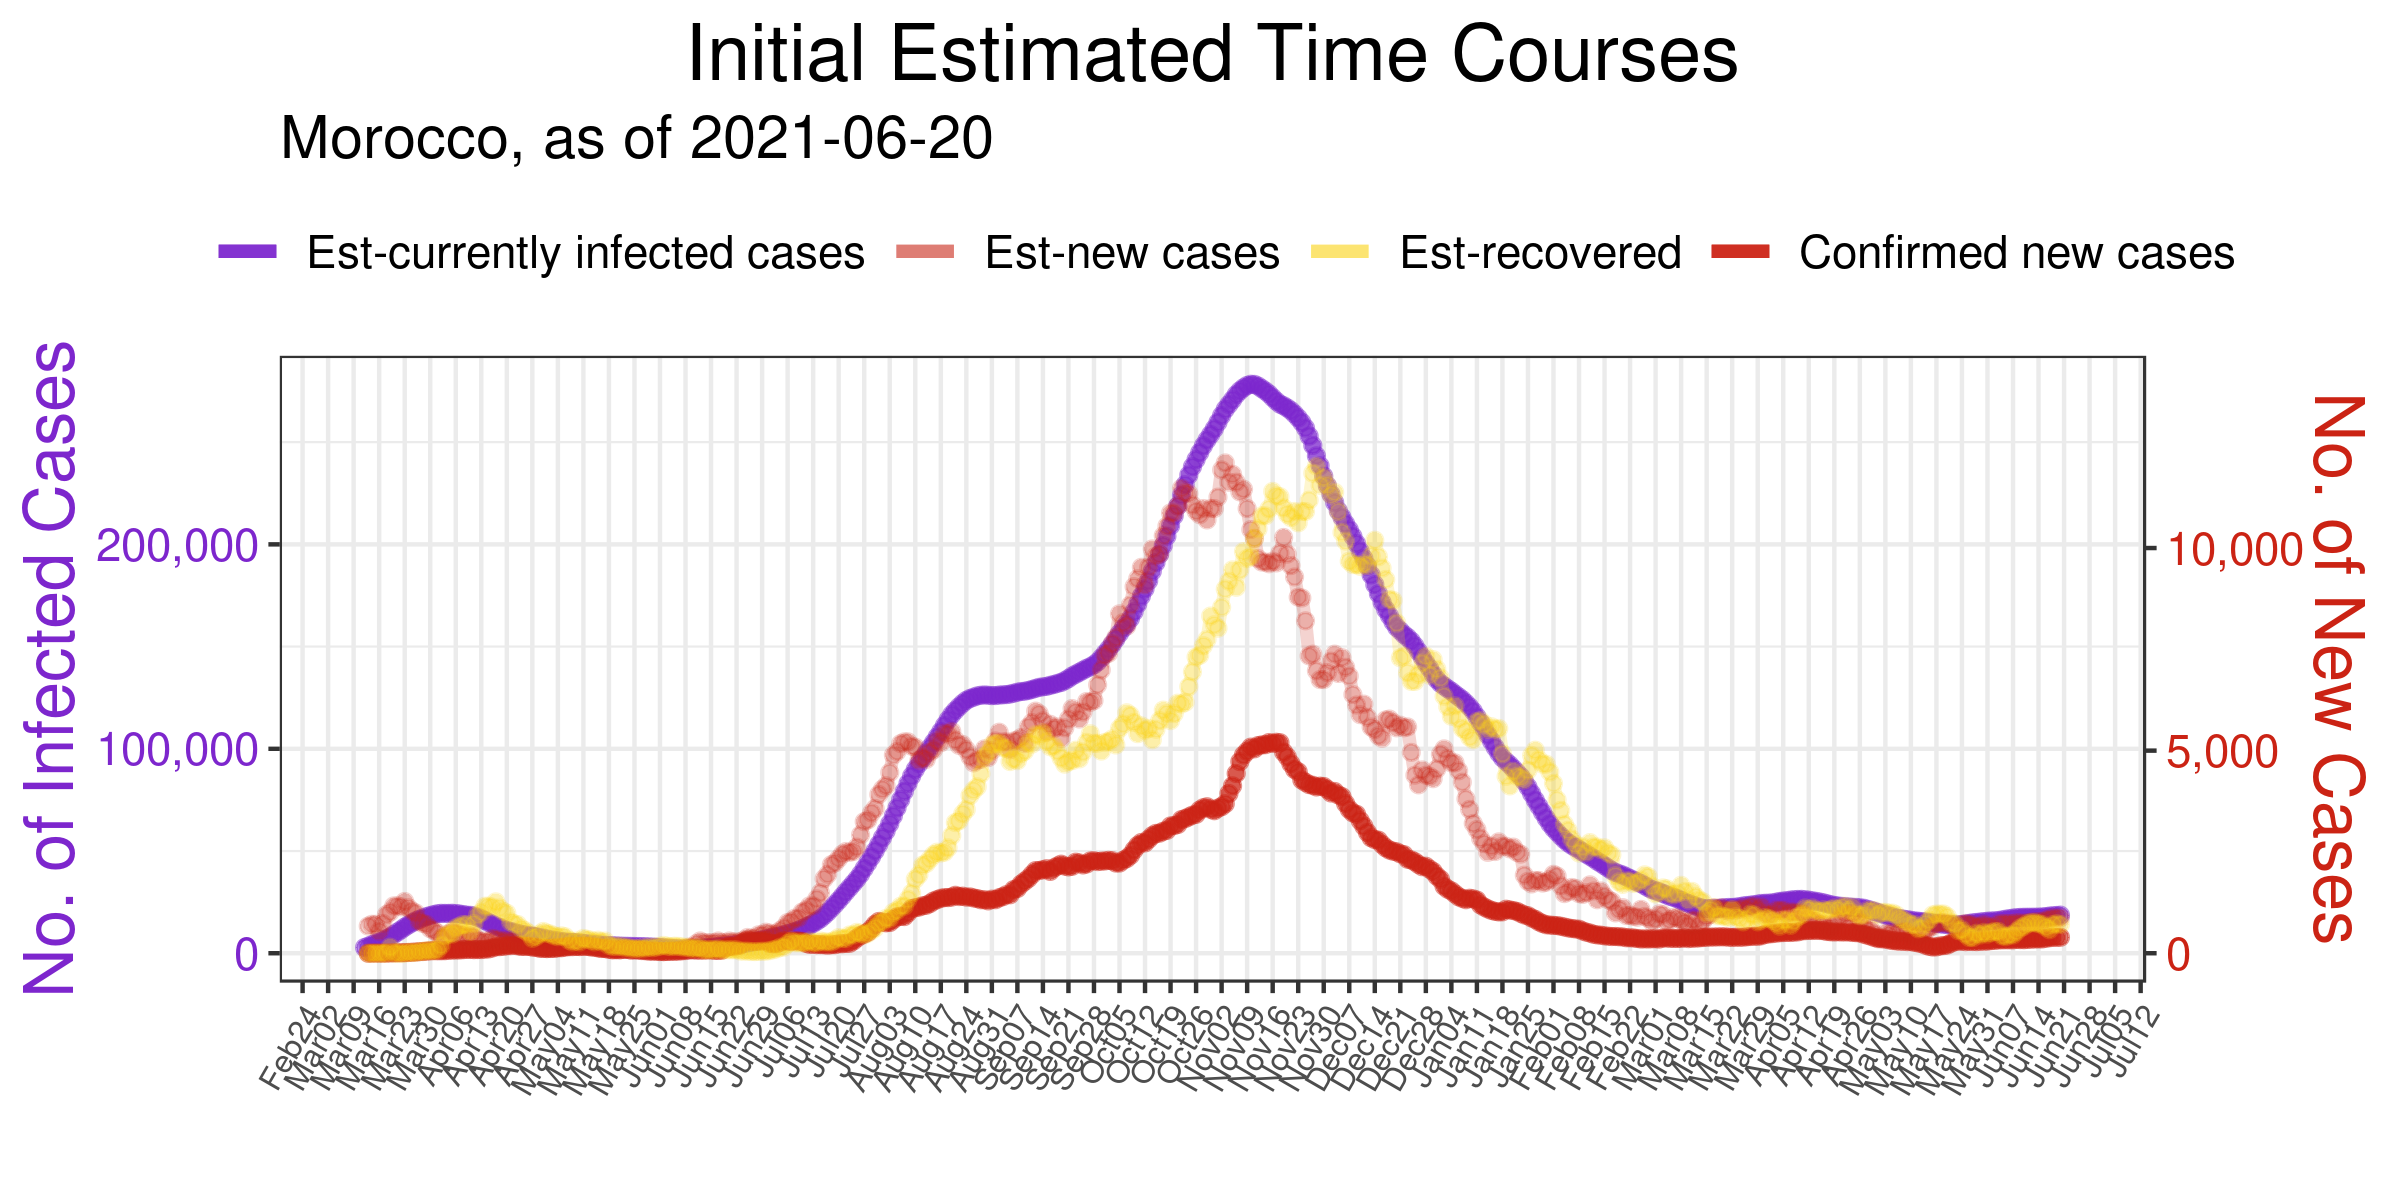 Initial Estimated Time Courses
Morocco, as of 2021-06-20
Est-currently infected cases
Est-new cases
Est-recovered
Confirmed new cases
No. of Infected Cases
200,000
100,000
0
10,000
5,000
0
No. of New Cases
Feb24
Mar02
Mar09
Mar16
Mar23
Mar30
Apr06
Apr13
Apr20
Apr27
May04
May11
May18
May25
Jun01
Jun08
Jun15
Jun22
Jun29
Jul06
Jul13
Jul20
Jul27
Aug03
Aug10
Aug17
Aug24
Aug31
Sep07
Sep14
Sep21
Sep28
Oct05
Oct12
Oct19
Oct26
Nov02
Nov09
Nov16
Nov23
Nov30
Dec07
Dec14
Dec21
Dec28
Jan04
Jan11
Jan18
Jan25
Feb01
Feb08
Feb15
Feb22
Mar01
Mar08
Mar15
Mar22
Mar29
Apr05
Apr12
Apr19
Apr26
May03
May10
May17
May24
May31
Jun07
Jun14
Jun21
Jun28
Jul05
Jul12